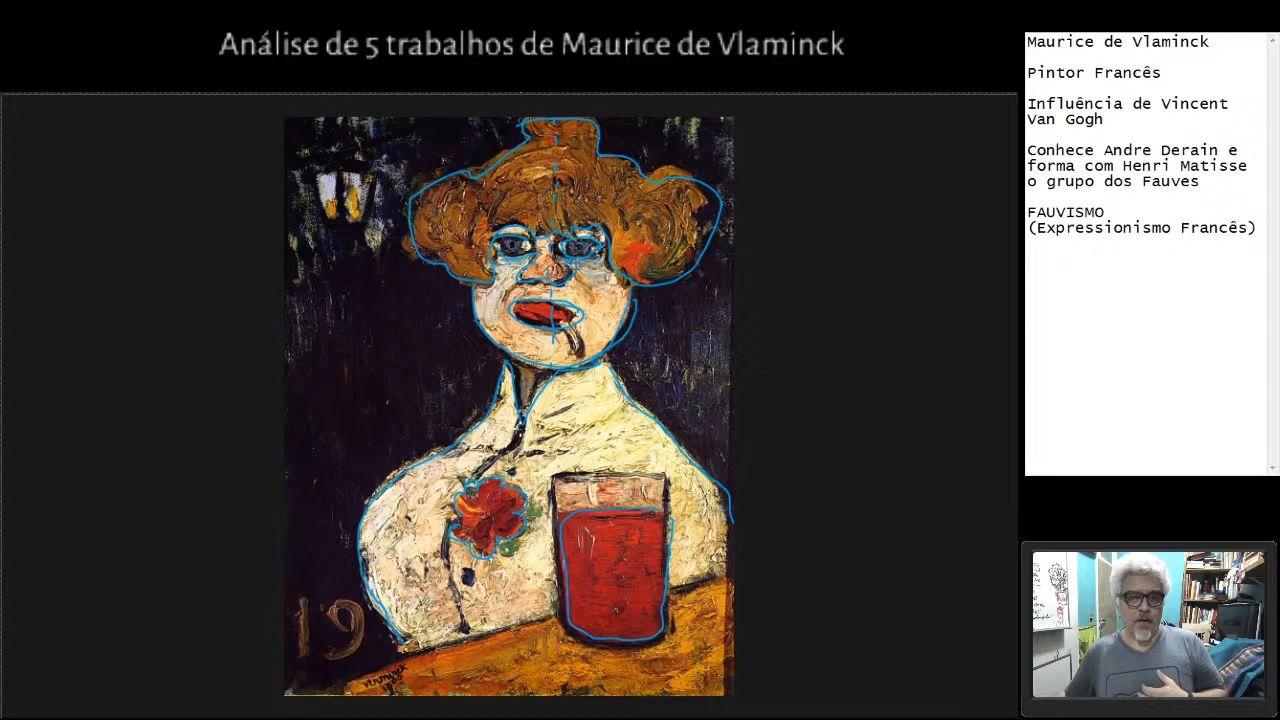 Análise de 5 trabalhos de Maurice de Vlaminck
Maurice de Vlaminck
Pintor Francês
Influência de Vincent
Van Gogh
Conhece Andre Derain e
forma com Henri Matisse
o grupo dos Fauves
FAUVISMO
(Expressionismo Francês)
19